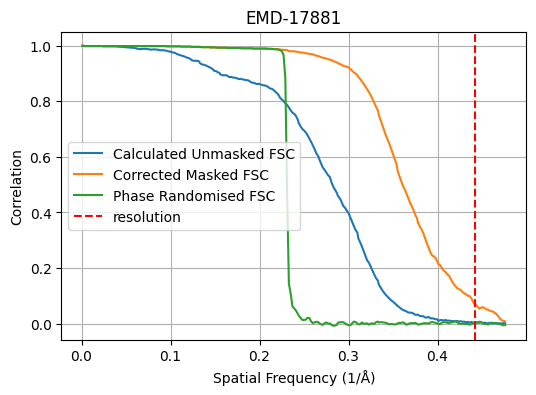 EMD-17881
Correlation
1.0
0.8
0.6
0.4
0.2
0.0
Calculated Unmasked FSC
Corrected Masked FSC
Phase Randomised FSC
resolution
0.0 0.1 0.2 0.3 0.4
Spatial Frequency (1/Å)